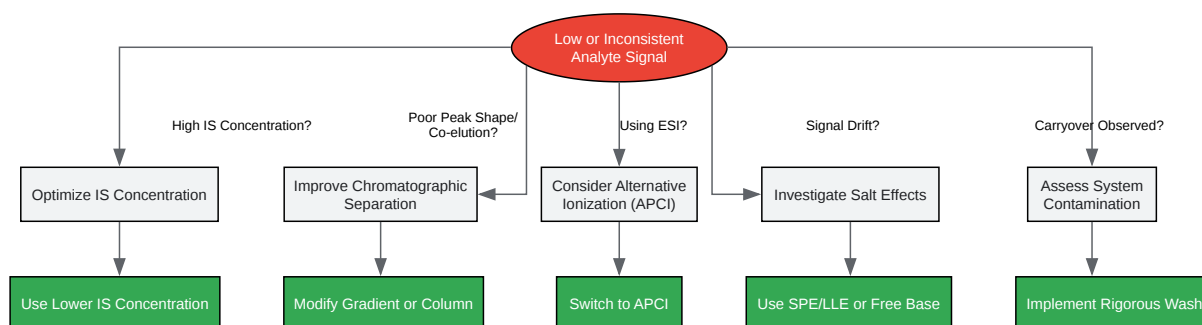 Low or Inconsistent
Analyte Signal
High IS Concentration?
Poor Peak Shape/
Co-elution?
Using ESI?
Signal Drift?
Carryover Observed?
Optimize IS Concentration
Improve Chromatographic
Separation
Consider Alternative
Ionization (APCI)
Investigate Salt Effects
Assess System
Contamination
Use Lower IS Concentration
Modify Gradient or Column
Switch to APCI
Use SPE/LLE or Free Base
Implement Rigorous Wash